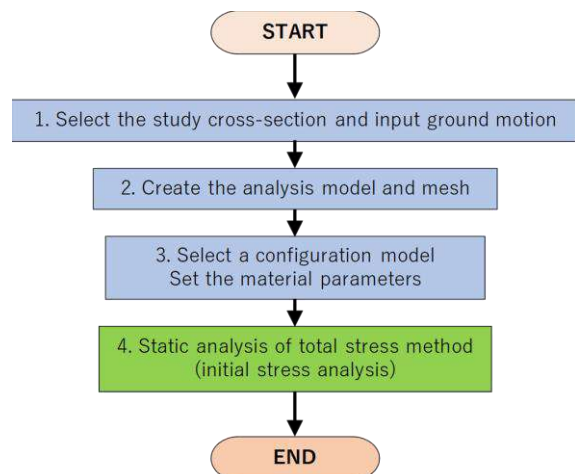 START
1. Select the study cross-section and input ground motion
2. Create the analysis model and mesh
3. Select a configuration model
Set the material parameters
4. Static analysis of total stress method
(initial stress analysis)
END